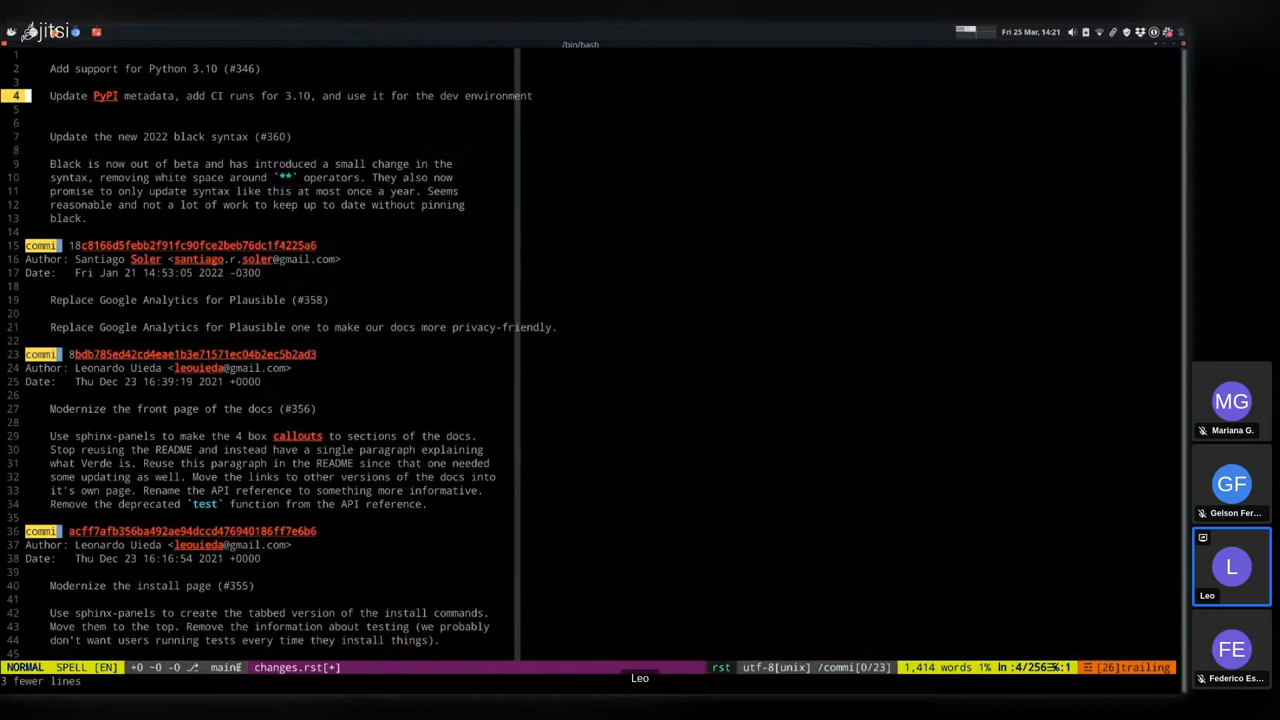 jitsi
Fri 25 Mar, 14:21
/bin/bash
1
2 Add support for Python 3.10 (#346)
3
4 Update PyPI metadata, add CI runs for 3.10, and use it for the dev environment
5
6
7 Update the new 2022 black syntax (#360)
8
9 Black is now out of beta and has introduced a small change in the
10 syntax, removing white space around `**` operators. They also now
11 promise to only update syntax like this at most once a year. Seems
12 reasonable and not a lot of work to keep up to date without pinning
13 black.
14
15 commi 18c8166d5febb2f91fc90fce2beb76dc1f4225a6
16 Author: Santiago Soler <santiago.r.soler@gmail.com>
17 Date: Fri Jan 21 14:53:05 2022 -0300
18
19 Replace Google Analytics for Plausible (#358)
20
21 Replace Google Analytics for Plausible one to make our docs more privacy-friendly.
22
23 commi 8bdb785ed42cd4eae1b3e71571ec04b2ec5b2ad3
24 Author: Leonardo Uieda <leouieda@gmail.com>
25 Date: Thu Dec 23 16:39:19 2021 +0000
26
27 Modernize the front page of the docs (#356)
28
29 Use sphinx-panels to make the 4 box callouts to sections of the docs.
30 Stop reusing the README and instead have a single paragraph explaining
31 what Verde is. Reuse this paragraph in the README since that one needed
32 some updating as well. Move the links to other versions of the docs into
33 it's own page. Rename the API reference to something more informative.
34 Remove the deprecated `test` function from the API reference.
35
36 commi acff7afb356ba492ae94dccd476940186ff7e6b6
37 Author: Leonardo Uieda <leouieda@gmail.com>
38 Date: Thu Dec 23 16:16:54 2021 +0000
39
40 Modernize the install page (#355)
41
42 Use sphinx-panels to create the tabbed version of the install commands.
43 Move them to the top. Remove the information about testing (we probably
44 don't want users running tests every time they install things).
45
NORMAL SPELL [EN] +0 ~0 -0 main changes.rst[+] rst utf-8[unix] /commi[0/23] 1,414 words 1% ln :4/256 :1 [26]trailing
3 fewer lines
Leo
MG
Mariana G.
GF
Gelson Fer...
L
Leo
FE
Federico Es...